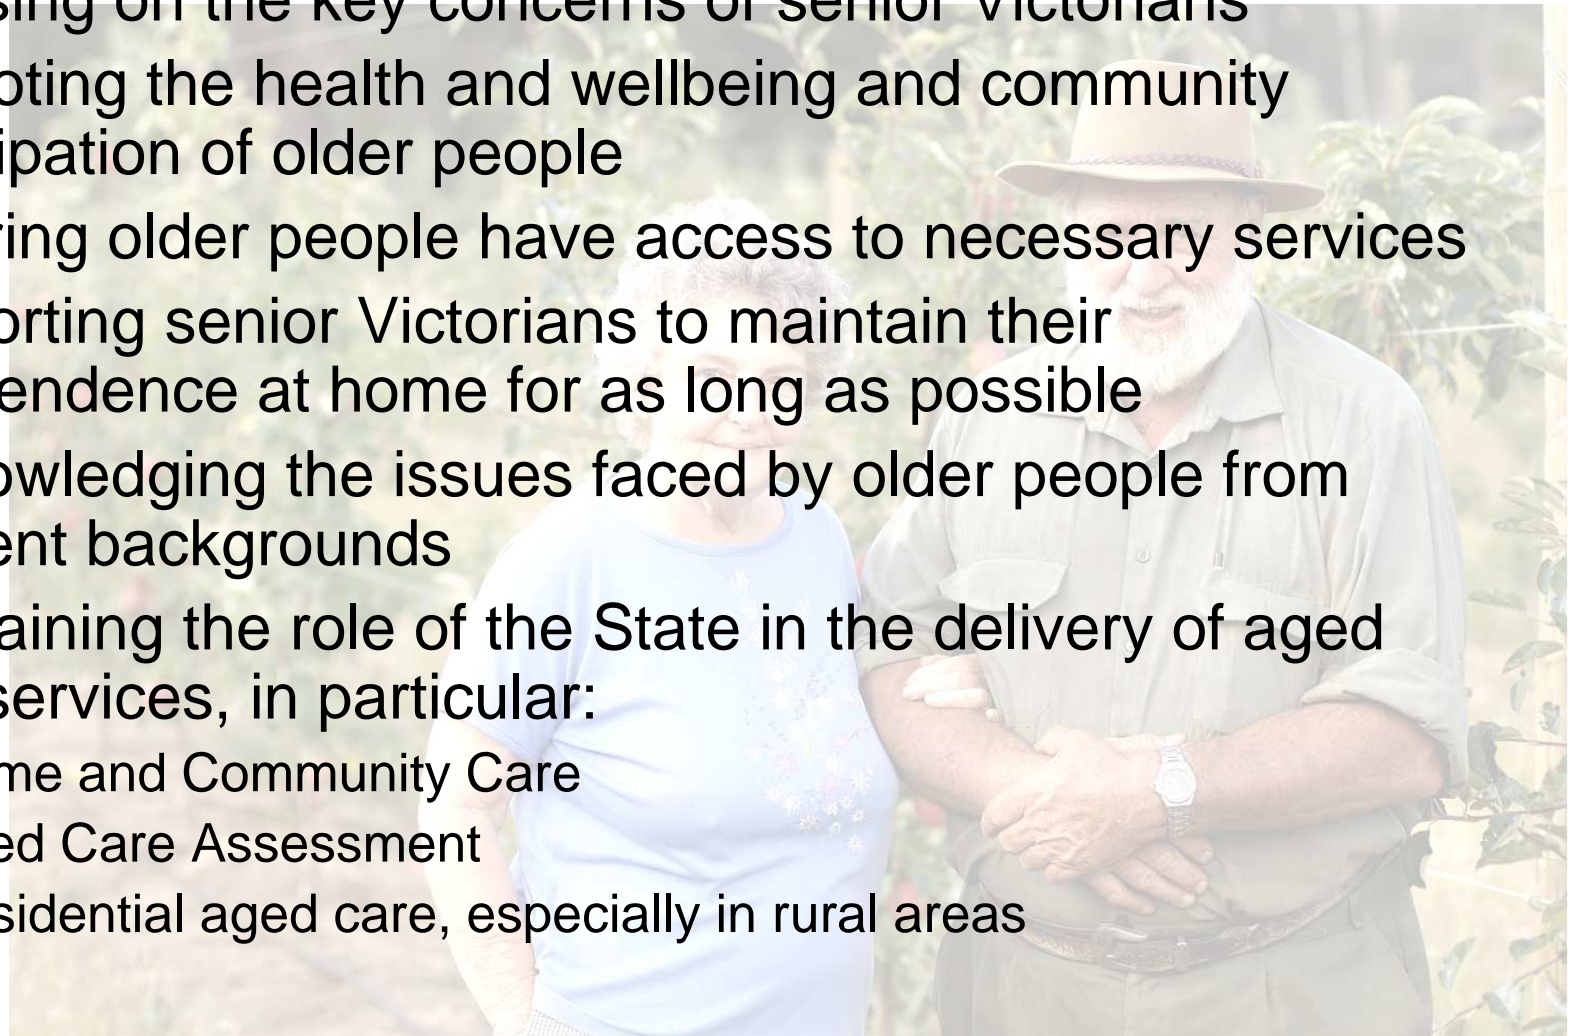 sing on the key concerns of senior Victorians
oting the health and wellbeing and community
ipation of older people
ring older people have access to necessary services
orting senior Victorians to maintain their
endence at home for as long as possible
owledging the issues faced by older people from
ent backgrounds
aining the role of the State in the delivery of aged
services, in particular:
me and Community Care
ed Care Assessment
sidential aged care, especially in rural areas